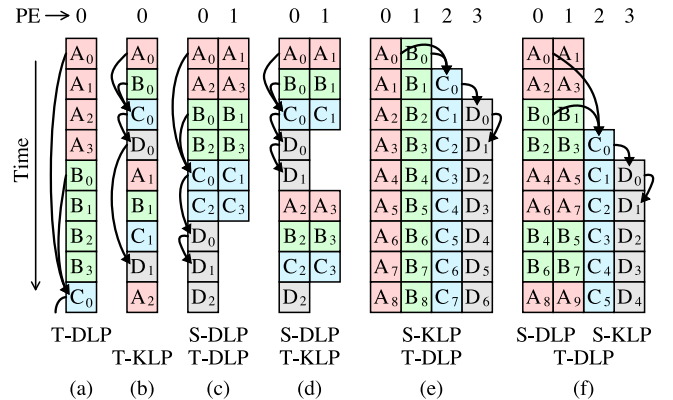 PE → 0 0 0 1 0 1 0 1 2 3 0 1 2 3
A₀ A₀ A₀ A₁ A₀ A₁ A₀ B₀ A₀ A₁
A₁ B₀ A₂ A₃ B₀ B₁ A₁ B₁ C₀ A₂ A₃
A₂ C₀ B₀ B₁ C₀ C₁ A₂ B₂ C₁ D₀ B₀ B₁
A₃ D₀ B₂ B₃ D₀ A₃ B₃ C₂ D₁ B₂ B₃ C₀
Time
B₀ A₁ C₀ C₁ D₁ A₄ B₄ C₃ D₂ A₄ A₅ C₁ D₀
B₁ B₁ C₂ C₃ A₂ A₃ A₅ B₅ C₄ D₃ A₆ A₇ C₂ D₁
B₂ C₁ D₀ B₂ B₃ A₆ B₆ C₅ D₄ B₄ B₅ C₃ D₂
B₃ D₁ D₁ C₂ C₃ A₇ B₇ C₆ D₅ B₆ B₇ C₄ D₃
C₀ A₂ D₂ D₂ A₈ B₈ C₇ D₆ A₈ A₉ C₅ D₄
T-DLP S-DLP S-DLP S-KLP S-DLP S-KLP
T-KLP T-DLP T-KLP T-DLP T-DLP
(a) (b) (c) (d) (e) (f)